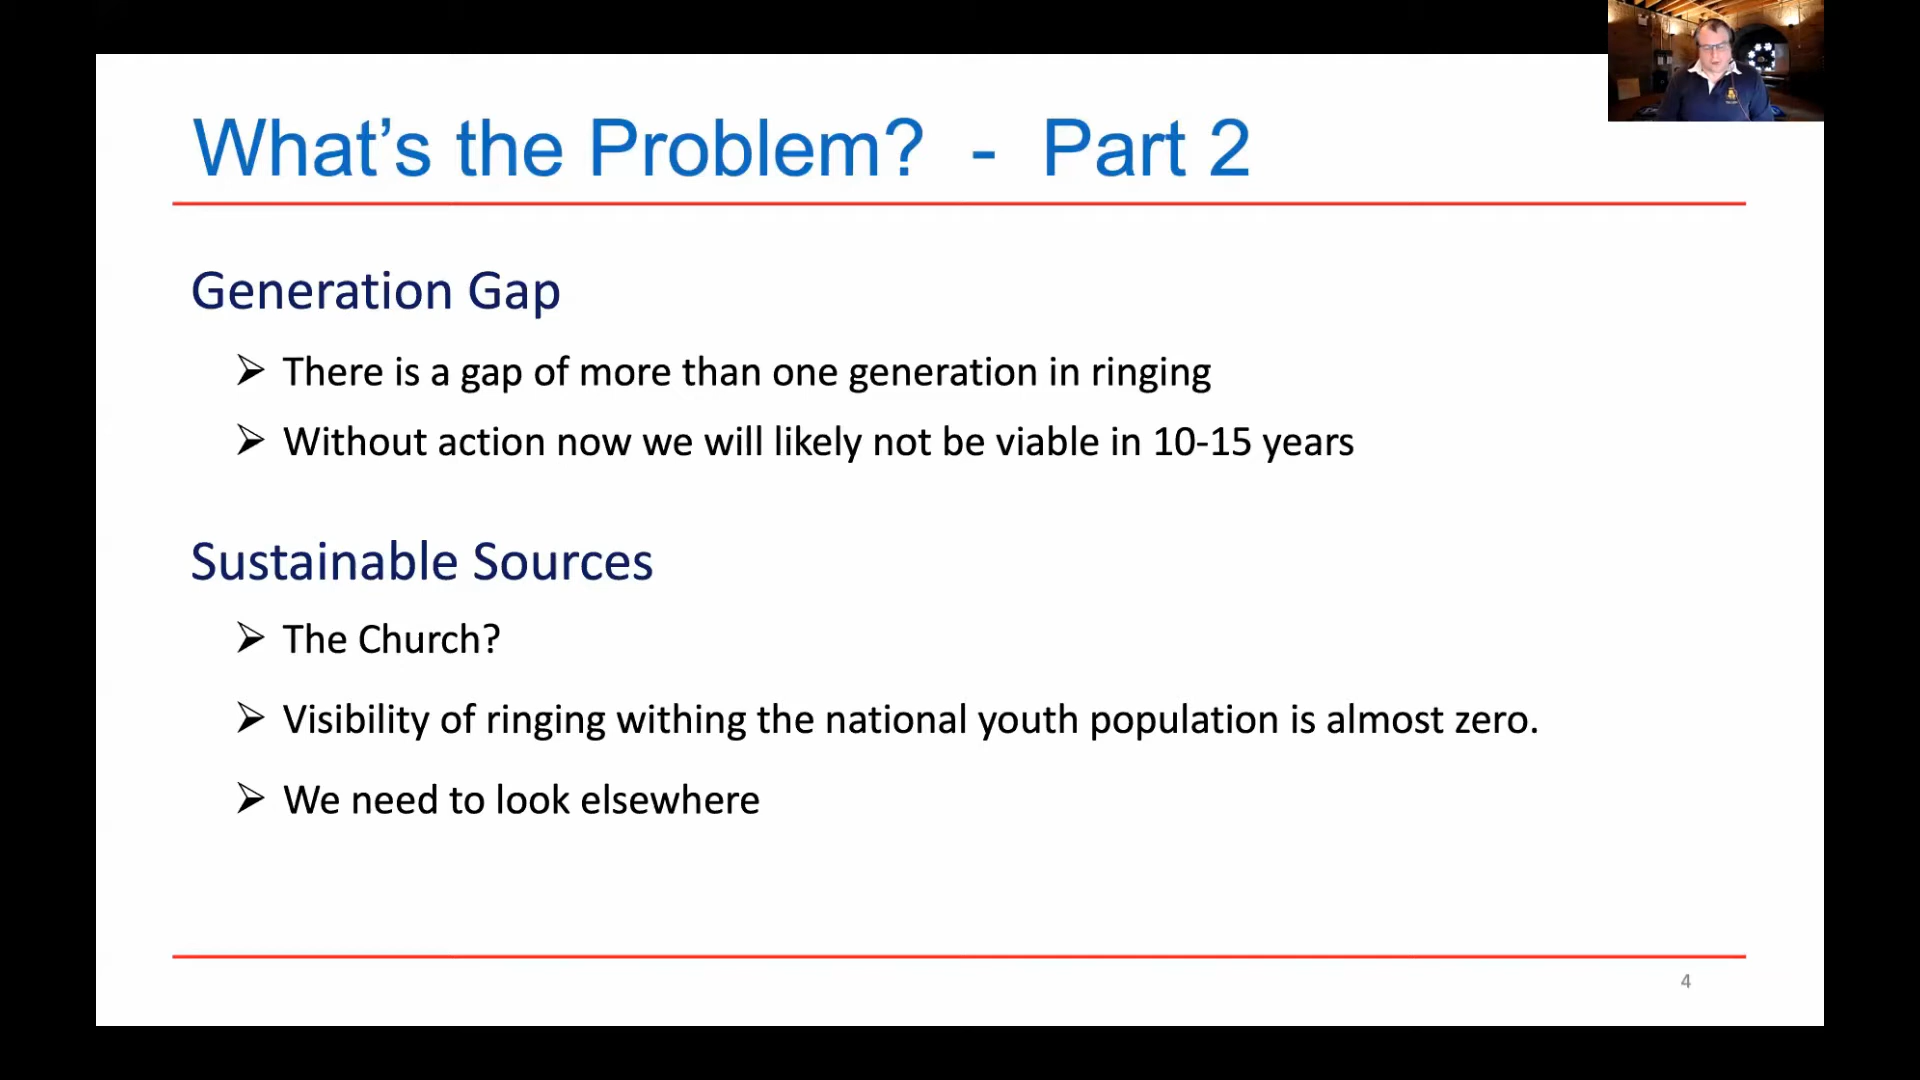 What’s the Problem? - Part 2
Generation Gap
➢ There is a gap of more than one generation in ringing
➢ Without action now we will likely not be viable in 10-15 years
Sustainable Sources
➢ The Church?
➢ Visibility of ringing withing the national youth population is almost zero.
➢ We need to look elsewhere
4